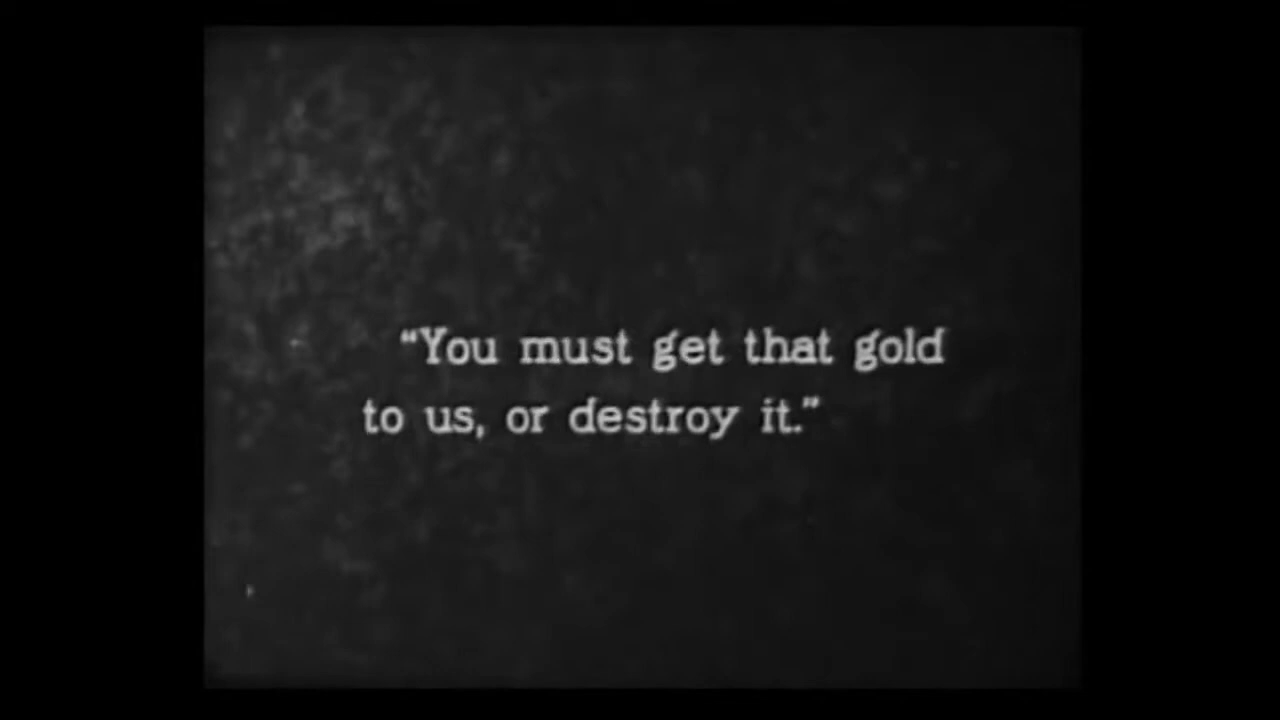 “You must get that gold
to us, or destroy it.”